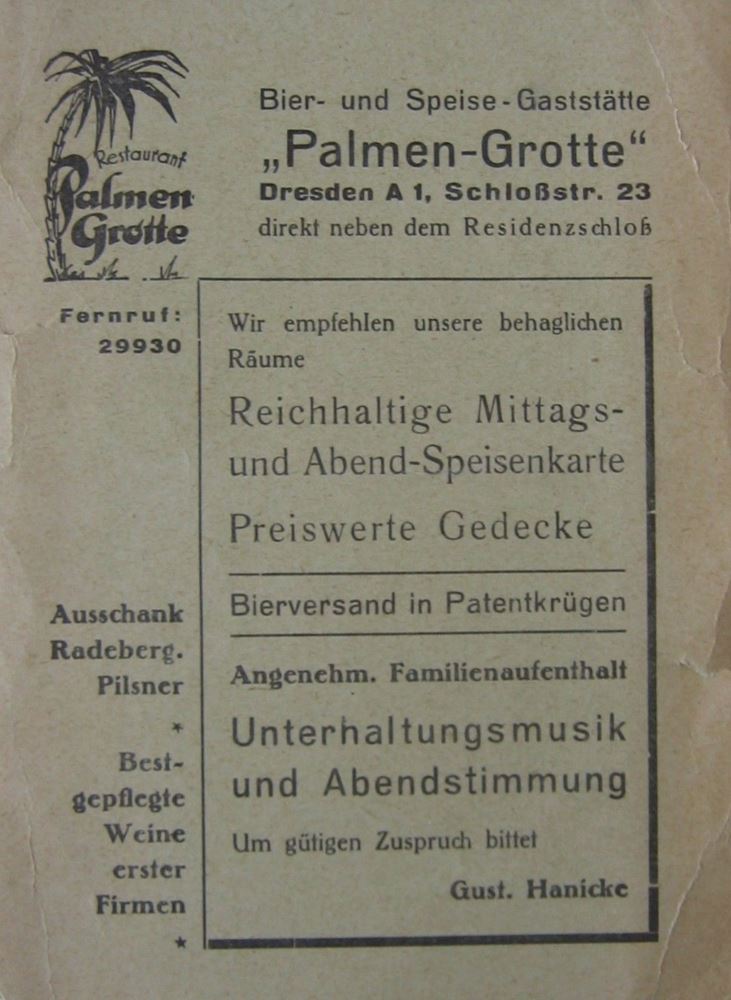 Restaurant
Palmen
Grotte
Bier- und Speise-Gaststätte
„Palmen-Grotte“
Dresden A 1, Schloßstr. 23
direkt neben dem Residenzschloß
Fernruf:
29930
Wir empfehlen unsere behaglichen
Räume
Reichhaltige Mittags-
und Abend-Speisenkarte
Preiswerte Gedecke
Bierversand in Patentkrügen
Angenehm. Familienaufenthalt
Unterhaltungsmusik
und Abendstimmung
Um gütigen Zuspruch bittet
Gust. Hanicke
Ausschank
Radeberg.
Pilsner
*
Best-
gepflegte
Weine
erster
Firmen
*